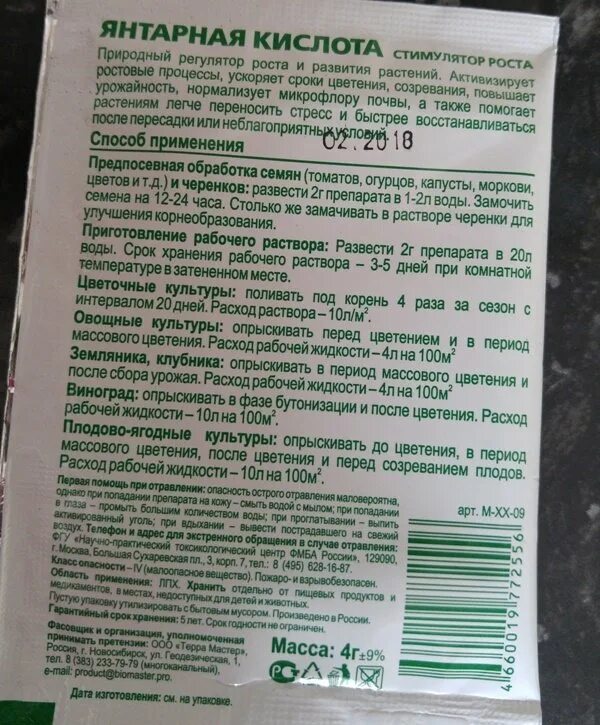 ЯНТАРНАЯ КИСЛОТА СТИМУЛЯТОР РОСТА
Природный регулятор роста и развития растений. Активизирует
ростовые процессы, ускоряет сроки цветения, созревания, повышает
урожайность, нормализует микрофлору почвы, а также помогает
растениям легче переносить стресс и быстрее восстанавливаться
после пересадки или неблагоприятных условий.
02.2018
Способ применения
Предпосевная обработка семян (томатов, огурцов, капусты, моркови,
цветов и т.д.) и черенков: развести 2г препарата в 1-2л воды. Замочить
семена на 12-24 часа. Столько же замачивать в растворе черенки для
улучшения корнеобразования.
Приготовление рабочего раствора: Развести 2г препарата в 20л
воды. Срок хранения рабочего раствора – 3-5 дней при комнатной
температуре в затененном месте.
Цветочные культуры: поливать под корень 4 раза за сезон с
интервалом 20 дней. Расход раствора – 10л/м².
Овощные культуры: опрыскивать перед цветением и в период
массового цветения. Расход рабочей жидкости – 4л на 100м²
Земляника, клубника: опрыскивать в период массового цветения и
после сбора урожая. Расход рабочей жидкости – 4л на 100м²
Виноград: опрыскивать в фазе бутонизации и после цветения. Расход
рабочей жидкости – 10л на 100м².
Плодово-ягодные культуры: опрыскивать до цветения, в период
массового цветения, после цветения и перед созреванием плодов.
Расход рабочей жидкости – 10л на 100м².
Первая помощь при отравлении: опасность острого отравления маловероятна,
однако при попадании препарата на кожу – смыть водой с мылом; при попадании
в глаза – промыть большим количеством воды; при проглатывании – выпить
активированный уголь; при вдыхании – вывести пострадавшего на свежий
воздух. Телефон и адрес для экстренного обращения в случае отравления:
ФГУ «Научно-практический токсикологический центр ФМБА России», 129090,
г. Москва, Большая Сухаревская пл., 3, корп. 7, тел.: 8 (495) 628-16-87.
Класс опасности – IV (малоопасное вещество). Пожаро- и взрывобезопасен.
Область применения: ЛПХ. Хранить отдельно от пищевых продуктов и
медикаментов, в местах, недоступных для детей и животных.
Пустую упаковку утилизировать с бытовым мусором. Произведено в России.
Гарантийный срок хранения: 5 лет. Срок годности не ограничен.
арт. М-ХХ-09
4660019772556
Фасовщик и организация, уполномоченная
принимать претензии: ООО «Терра Мастер»,
Россия, г. Новосибирск, ул. Геодезическая, 1,
тел. 8 (383) 233-79-79 (многоканальный),
e-mail: product@biomaster.pro.
Масса: 4г±9%
Дата изготовления: см. на упаковке.